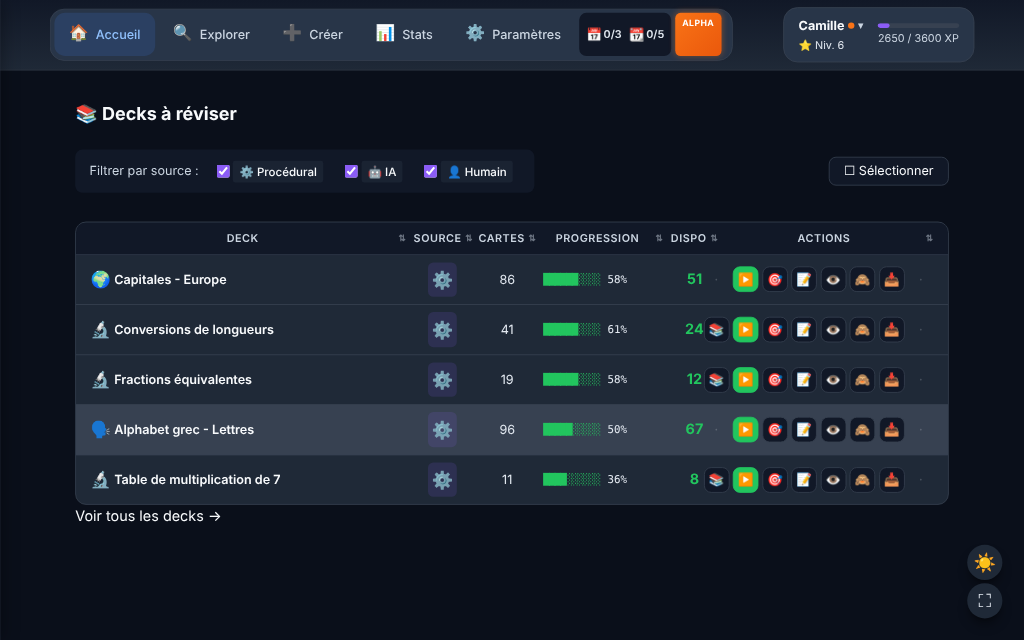 Accueil Explorer Créer Stats Paramètres 0/3 0/5 ALPHA
Camille ▾
Niv. 6
2650 / 3600 XP
Decks à réviser
Filtrer par source : Procédural IA Humain
☐ Sélectionner
DECK SOURCE CARTES PROGRESSION DISPO ACTIONS
Capitales - Europe 86 58% 51
Conversions de longueurs 41 61% 24
Fractions équivalentes 19 58% 12
Alphabet grec - Lettres 96 50% 67
Table de multiplication de 7 11 36% 8
Voir tous les decks →